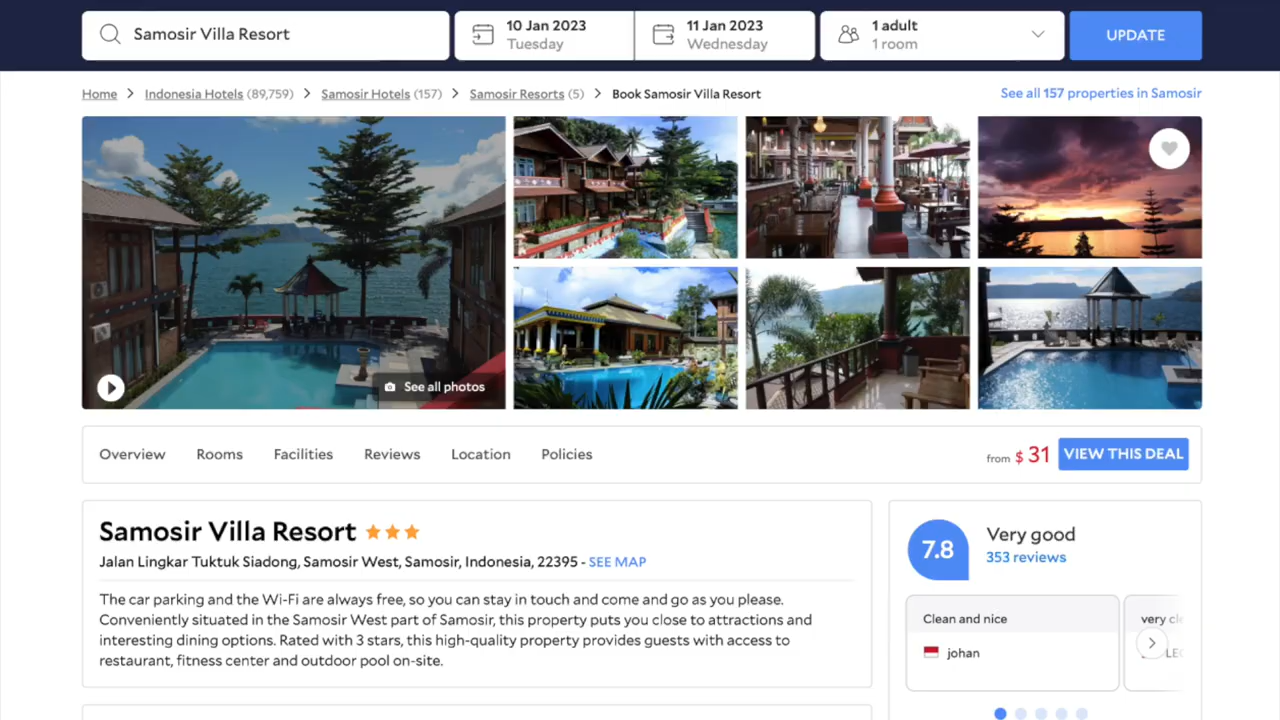 Samosir Villa Resort
10 Jan 2023
Tuesday
11 Jan 2023
Wednesday
1 adult
1 room
UPDATE
Home > Indonesia Hotels (89,759) > Samosir Hotels (157) > Samosir Resorts (5) > Book Samosir Villa Resort
See all 157 properties in Samosir
See all photos
Overview
Rooms
Facilities
Reviews
Location
Policies
from $ 31
VIEW THIS DEAL
Samosir Villa Resort
Jalan Lingkar Tuktuk Siadong, Samosir West, Samosir, Indonesia, 22395 - SEE MAP
The car parking and the Wi-Fi are always free, so you can stay in touch and come and go as you please.
Conveniently situated in the Samosir West part of Samosir, this property puts you close to attractions and
interesting dining options. Rated with 3 stars, this high-quality property provides guests with access to
restaurant, fitness center and outdoor pool on-site.
7.8
Very good
353 reviews
Clean and nice
johan
very